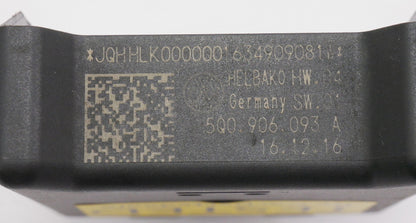 *JQHHLK0000001634909081
HELBAKO HW
Germany SW
5Q0.906.093 A
16.12.16